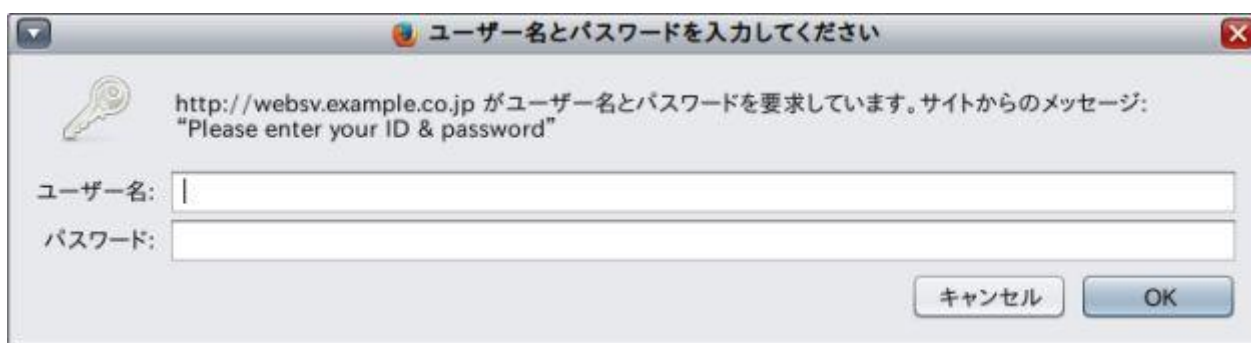 ユーザー名とパスワードを入力してください
http://websv.example.co.jp がユーザー名とパスワードを要求しています。サイトからのメッセージ:
“Please enter your ID & password”
ユーザー名:
パスワード:
キャンセル OK